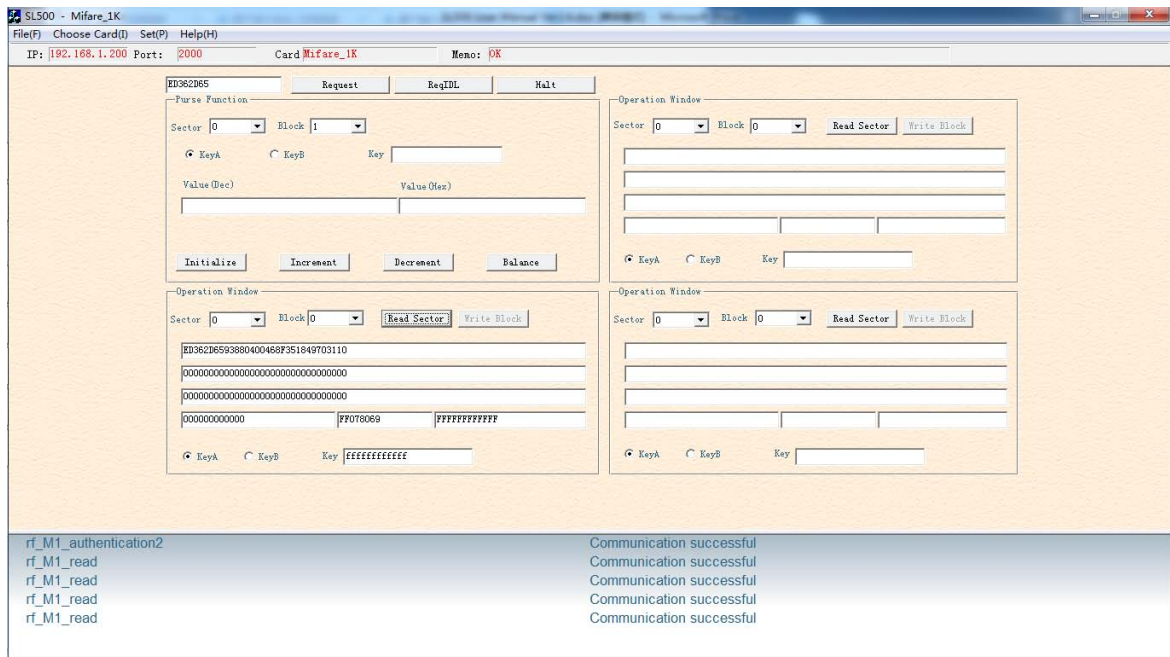 SL500 - Mifare_1K
File(F) Choose Card(I) Set(P) Help(H)
IP: 192.168.1.200 Port: 2000 Card Mifare_1K Memo: OK
ED362D65 Request ReqIDL Halt
Purse Function
Sector 0 Block 1
KeyA KeyB Key
Value(Dec) Value(Hex)
Initialize Increment Decrement Balance
Operation Window
Sector 0 Block 0 Read Sector Write Block
KeyA KeyB Key
Operation Window
Sector 0 Block 0 Read Sector Write Block
ED362D6593880400468F351849703110
00000000000000000000000000000000
00000000000000000000000000000000
000000000000 FF078069 FFFFFFFFFFFF
KeyA KeyB Key ffffffffffff
Operation Window
Sector 0 Block 0 Read Sector Write Block
KeyA KeyB Key
rf_M1_authentication2 Communication successful
rf_M1_read Communication successful
rf_M1_read Communication successful
rf_M1_read Communication successful
rf_M1_read Communication successful